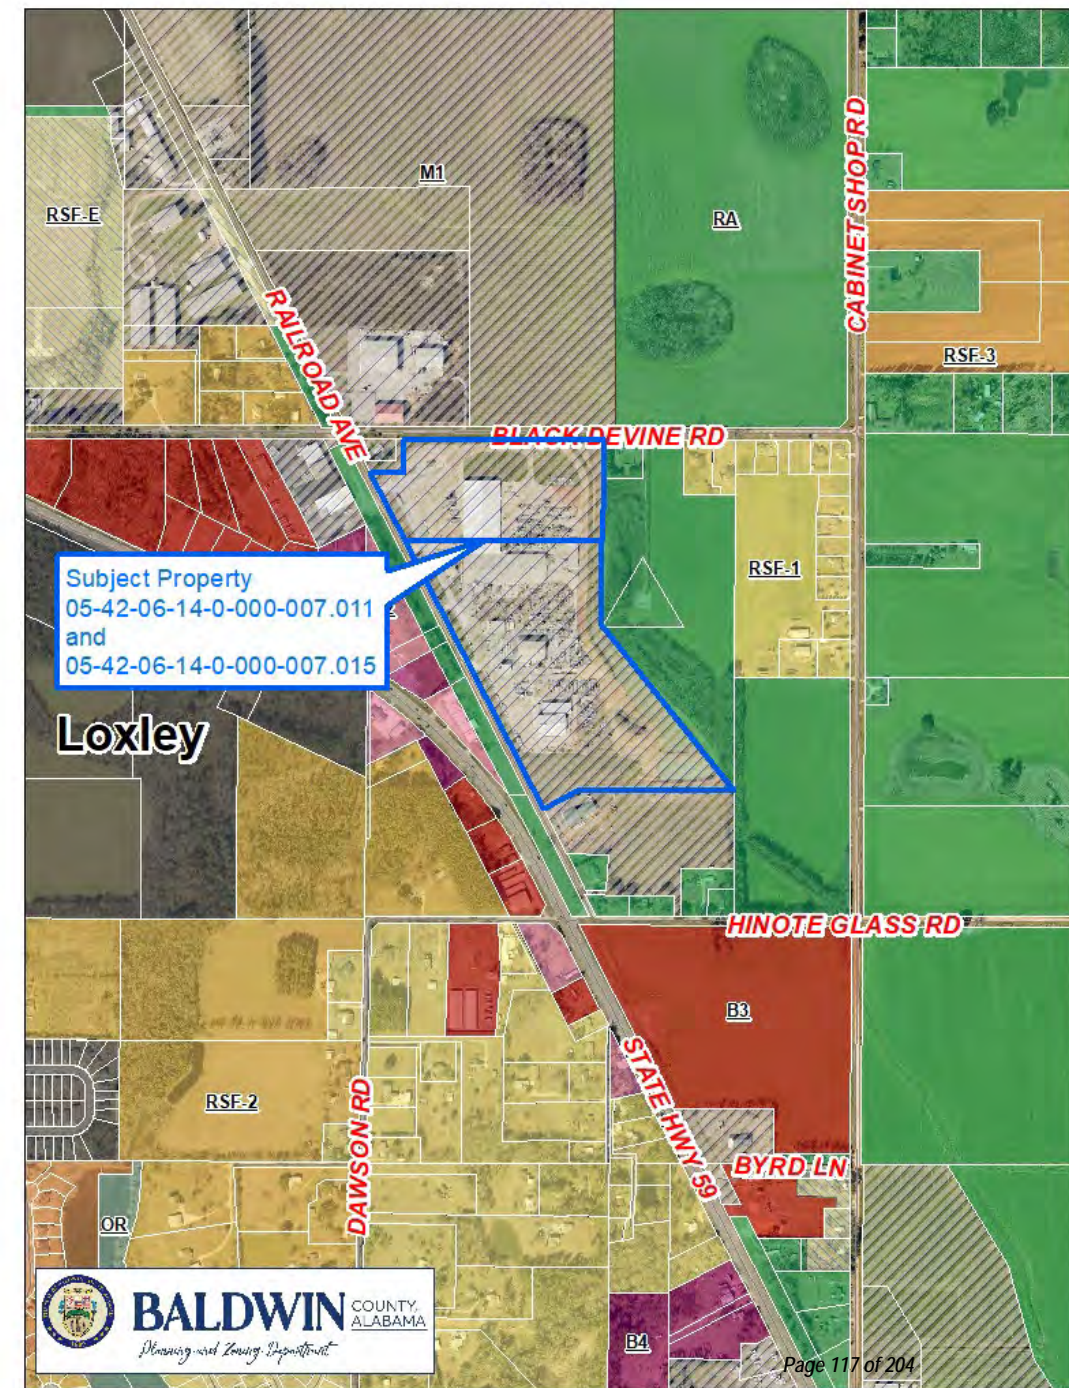 CABINET SHOP RD
M1
RSF-E
RA
RAILROAD AVE
RSF-3
BLACK DEVINE RD
RSF-1
Subject Property
05-42-06-14-0-000-007.011
and
05-42-06-14-0-000-007.015
Loxley
HINOTE GLASS RD
B3
STATE HWY 59
RSF-2
DAWSON RD
BYRD LN
OR
BALDWIN
COUNTY,
ALABAMA
Planning and Zoning Department
B4
Page 117 of 204